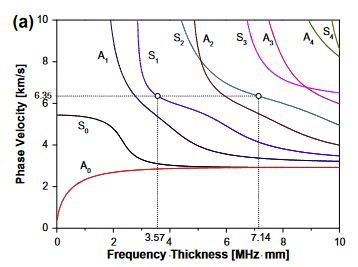 (a)
10
8
6.35
6
4
2
0
Phase Velocity [km/s]
A1
S1
S2
A2
S3
A3
A4
S4
S0
A0
0
2
3.57
4
6
7.14
8
10
Frequency·Thickness [MHz·mm]